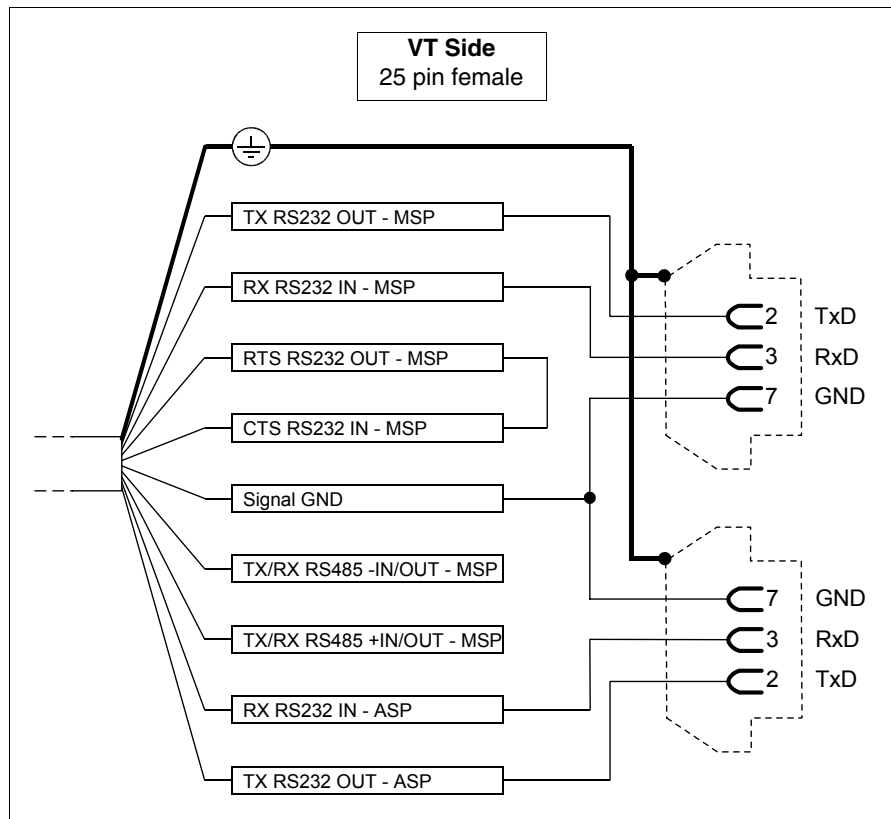 VT Side
25 pin female
TX RS232 OUT - MSP
RX RS232 IN - MSP
RTS RS232 OUT - MSP
CTS RS232 IN - MSP
Signal GND
TX/RX RS485 -IN/OUT - MSP
TX/RX RS485 +IN/OUT - MSP
RX RS232 IN - ASP
TX RS232 OUT - ASP
2 TxD
3 RxD
7 GND
7 GND
3 RxD
2 TxD